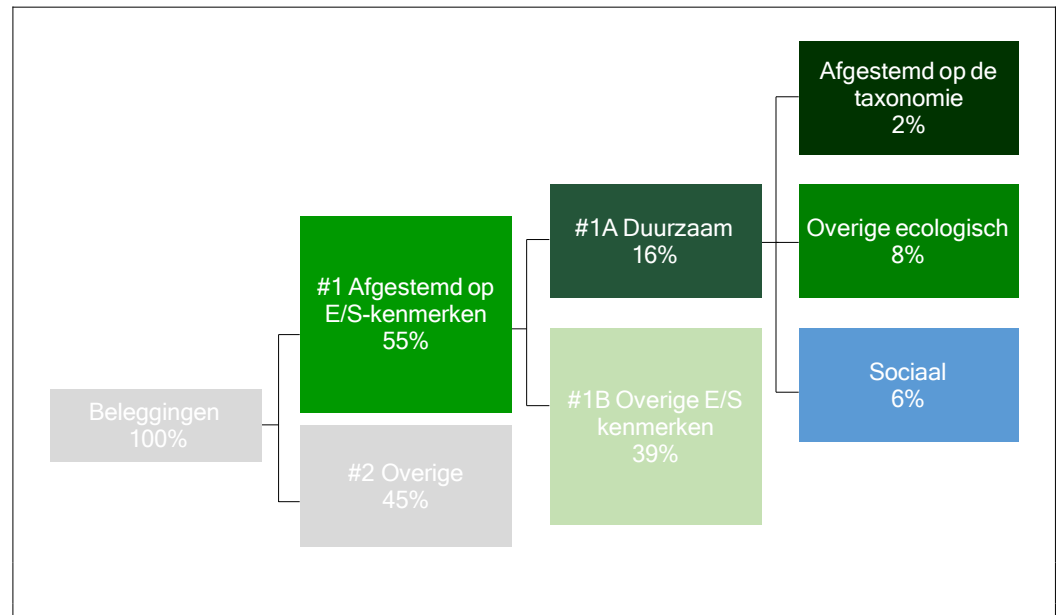 Beleggingen
100%
#1 Afgestemd op
E/S-kenmerken
55%
#2 Overige
45%
#1A Duurzaam
16%
#1B Overige E/S
kenmerken
39%
Afgestemd op de
taxonomie
2%
Overige ecologisch
8%
Sociaal
6%